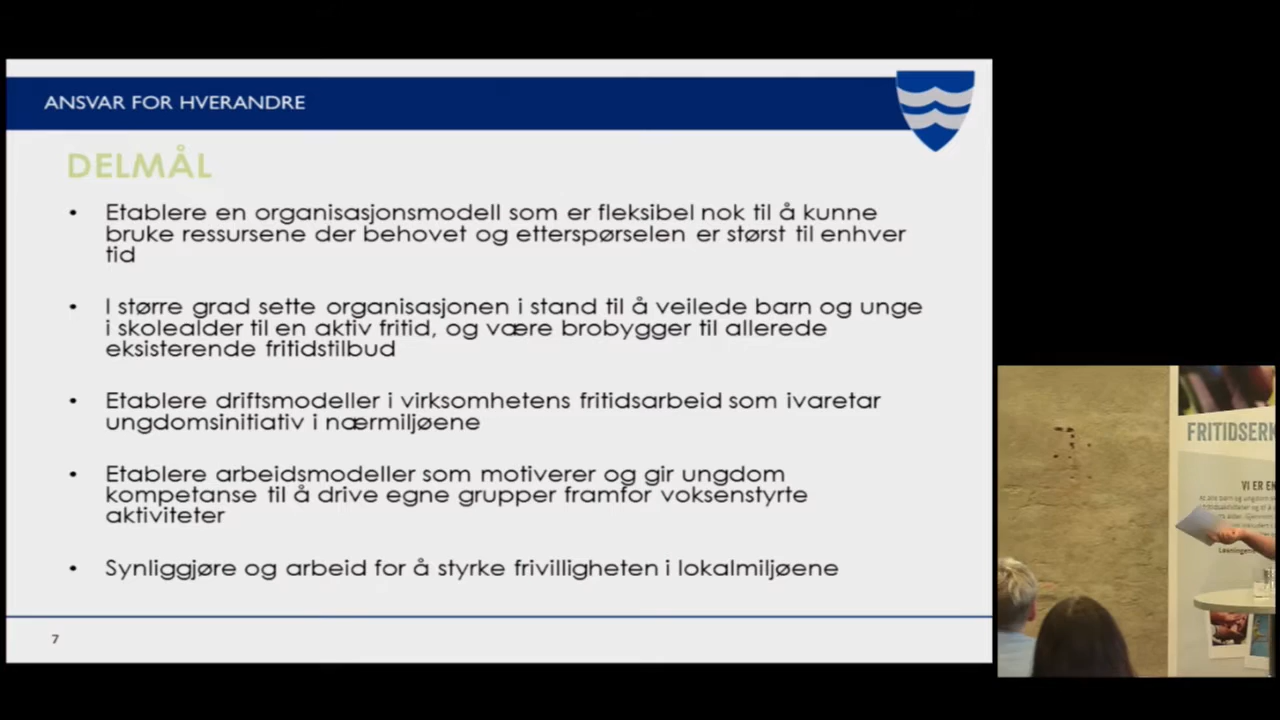 ANSVAR FOR HVERANDRE
DELMÅL
• Etablere en organisasjonsmodell som er fleksibel nok til å kunne
bruke ressursene der behovet og etterspørselen er størst til enhver
tid
• I større grad sette organisasjonen i stand til å veilede barn og unge
i skolealder til en aktiv fritid, og være brobygger til allerede
eksisterende fritidstilbud
• Etablere driftsmodeller i virksomhetens fritidsarbeid som ivaretar
ungdomsinitiativ i nærmiljøene
• Etablere arbeidsmodeller som motiverer og gir ungdom
kompetanse til å drive egne grupper framfor voksenstyrte
aktiviteter
• Synliggjøre og arbeid for å styrke frivilligheten i lokalmiljøene
7
FRITIDSERK
VI ER EN